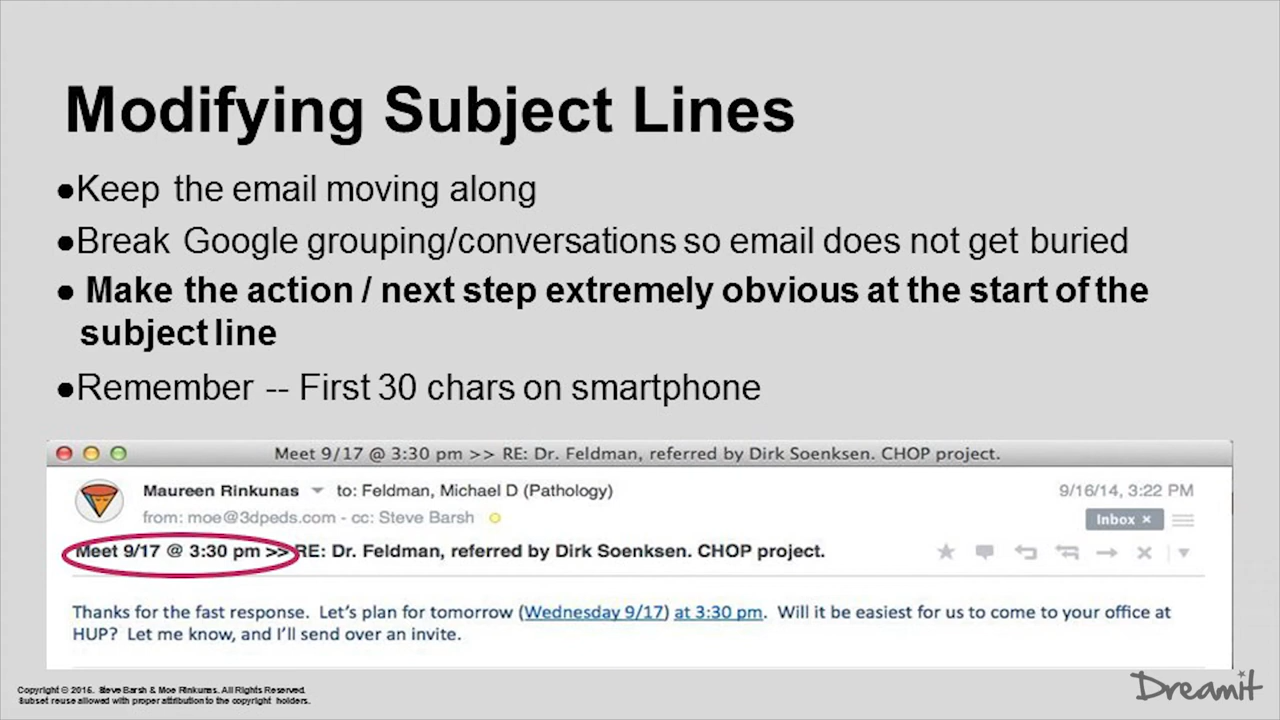 Modifying Subject Lines
●Keep the email moving along
●Break Google grouping/conversations so email does not get buried
● Make the action / next step extremely obvious at the start of the
subject line
●Remember -- First 30 chars on smartphone
Meet 9/17 @ 3:30 pm >> RE: Dr. Feldman, referred by Dirk Soenksen. CHOP project.
Maureen Rinkunas to: Feldman, Michael D (Pathology) 9/16/14, 3:22 PM
from: moe@3dpeds.com - cc: Steve Barsh Inbox ×
Meet 9/17 @ 3:30 pm >> RE: Dr. Feldman, referred by Dirk Soenksen. CHOP project.
Thanks for the fast response. Let's plan for tomorrow (Wednesday 9/17) at 3:30 pm. Will it be easiest for us to come to your office at
HUP? Let me know, and I'll send over an invite.
Copyright © 2015. Steve Barsh & Moe Rinkunas. All Rights Reserved.
Subset reuse allowed with proper attribution to the copyright holders.
Dreamit